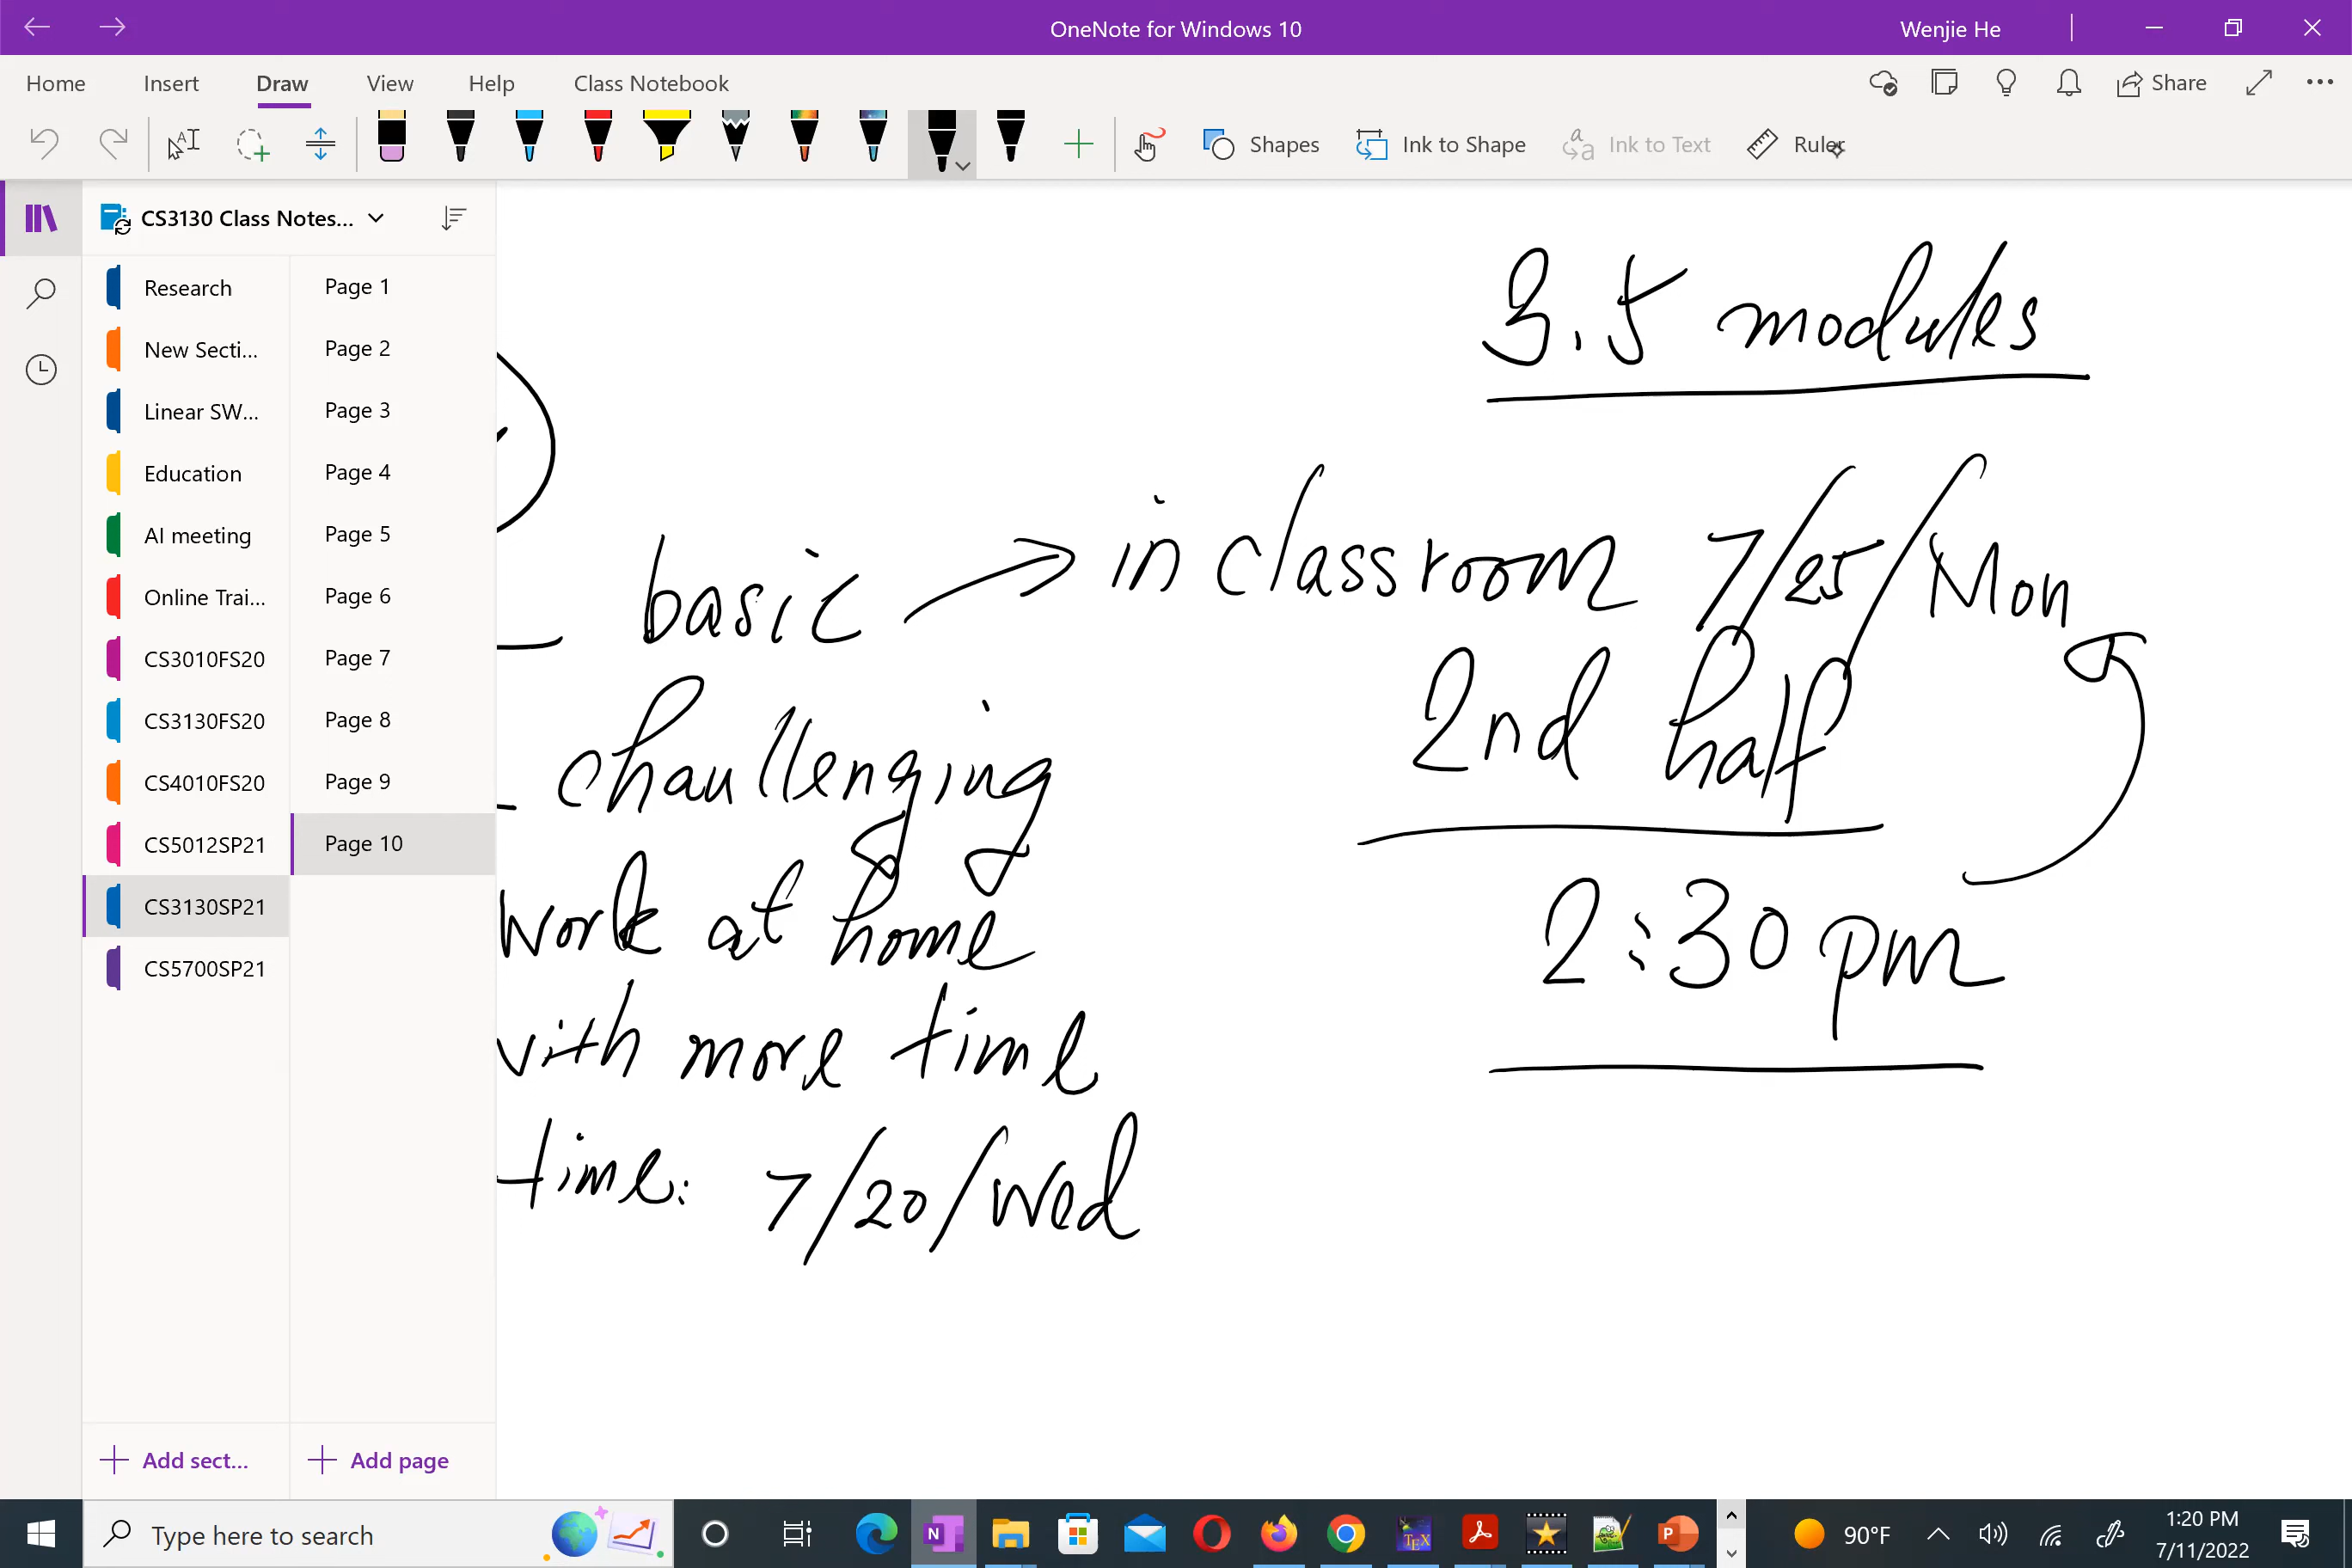 OneNote for Windows 10
Wenjie He
Home Insert Draw View Help Class Notebook
Share
Shapes Ink to Shape Ink to Text Ruler
CS3130 Class Notes...
Research
New Secti...
Linear SW...
Education
AI meeting
Online Trai...
CS3010FS20
CS3130FS20
CS4010FS20
CS5012SP21
CS3130SP21
CS5700SP21
Page 1
Page 2
Page 3
Page 4
Page 5
Page 6
Page 7
Page 8
Page 9
Page 10
3.5 modules
basic → in classroom 7/25/Mon
2nd half
2:30 pm
challenging
work at home
with more time
time: 7/20/Wed
Add sect...
Add page
Type here to search
90°F
1:20 PM
7/11/2022